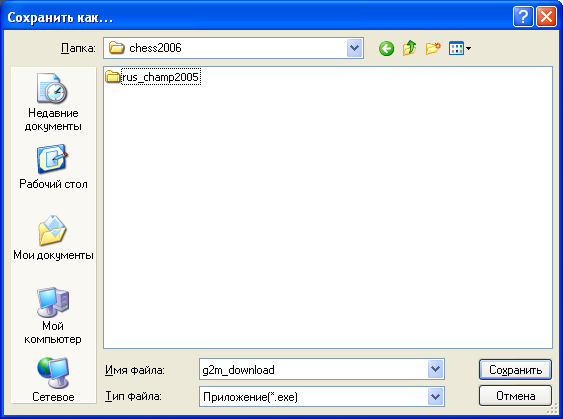 Сохранить как...
Папка:
chess2006
rus_champ2005
Недавние
документы
Рабочий стол
Мои документы
Мой
компьютер
Сетевое
Имя файла:
g2m_download
Сохранить
Тип файла:
Приложение(*.exe)
Отмена